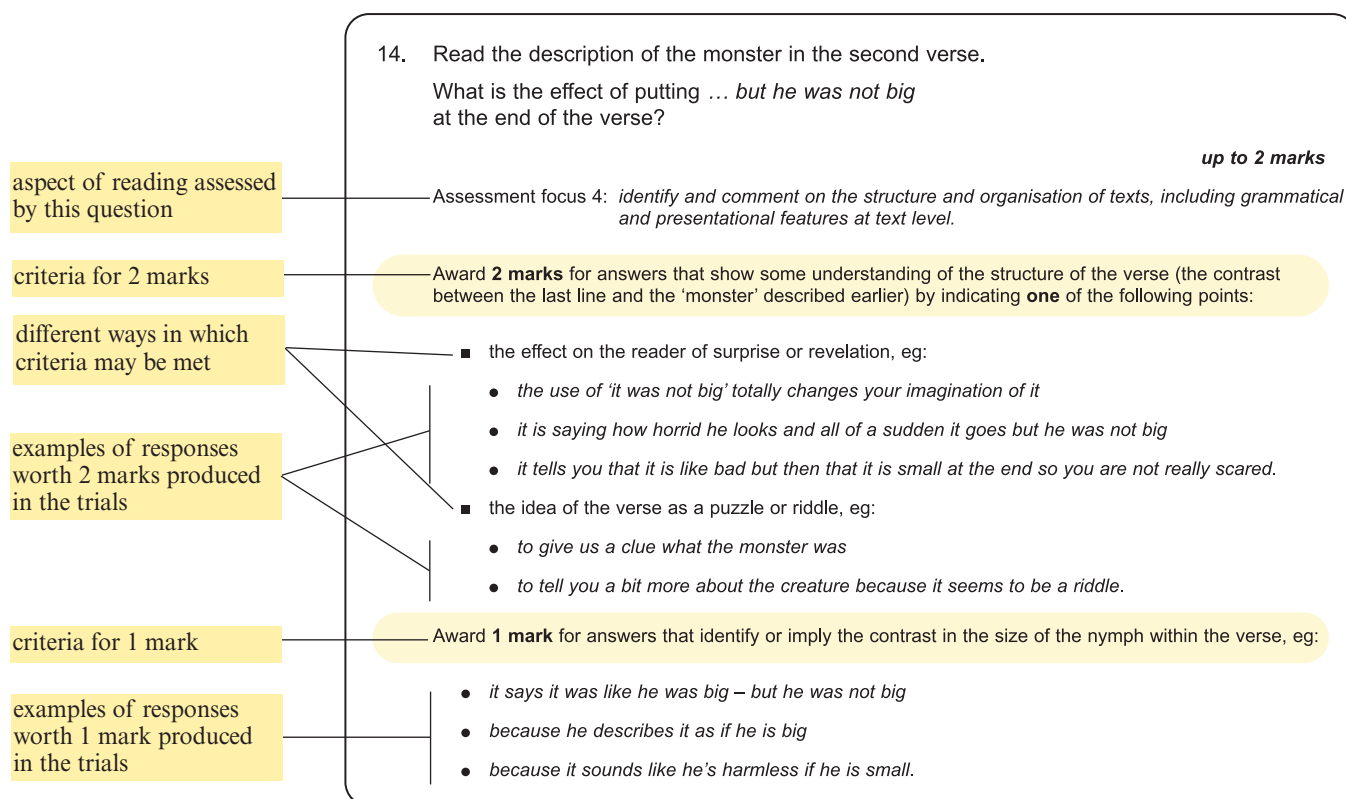 14. Read the description of the monster in the second verse.
What is the effect of putting … but he was not big
at the end of the verse?
up to 2 marks
aspect of reading assessed
by this question
Assessment focus 4: identify and comment on the structure and organisation of texts, including grammatical
and presentational features at text level.
criteria for 2 marks
Award 2 marks for answers that show some understanding of the structure of the verse (the contrast
between the last line and the ‘monster’ described earlier) by indicating one of the following points:
different ways in which
criteria may be met
■ the effect on the reader of surprise or revelation, eg:
● the use of ‘it was not big’ totally changes your imagination of it
● it is saying how horrid he looks and all of a sudden it goes but he was not big
● it tells you that it is like bad but then that it is small at the end so you are not really scared.
examples of responses
worth 2 marks produced
in the trials
■ the idea of the verse as a puzzle or riddle, eg:
● to give us a clue what the monster was
● to tell you a bit more about the creature because it seems to be a riddle.
criteria for 1 mark
Award 1 mark for answers that identify or imply the contrast in the size of the nymph within the verse, eg:
examples of responses
worth 1 mark produced
in the trials
● it says it was like he was big – but he was not big
● because he describes it as if he is big
● because it sounds like he’s harmless if he is small.